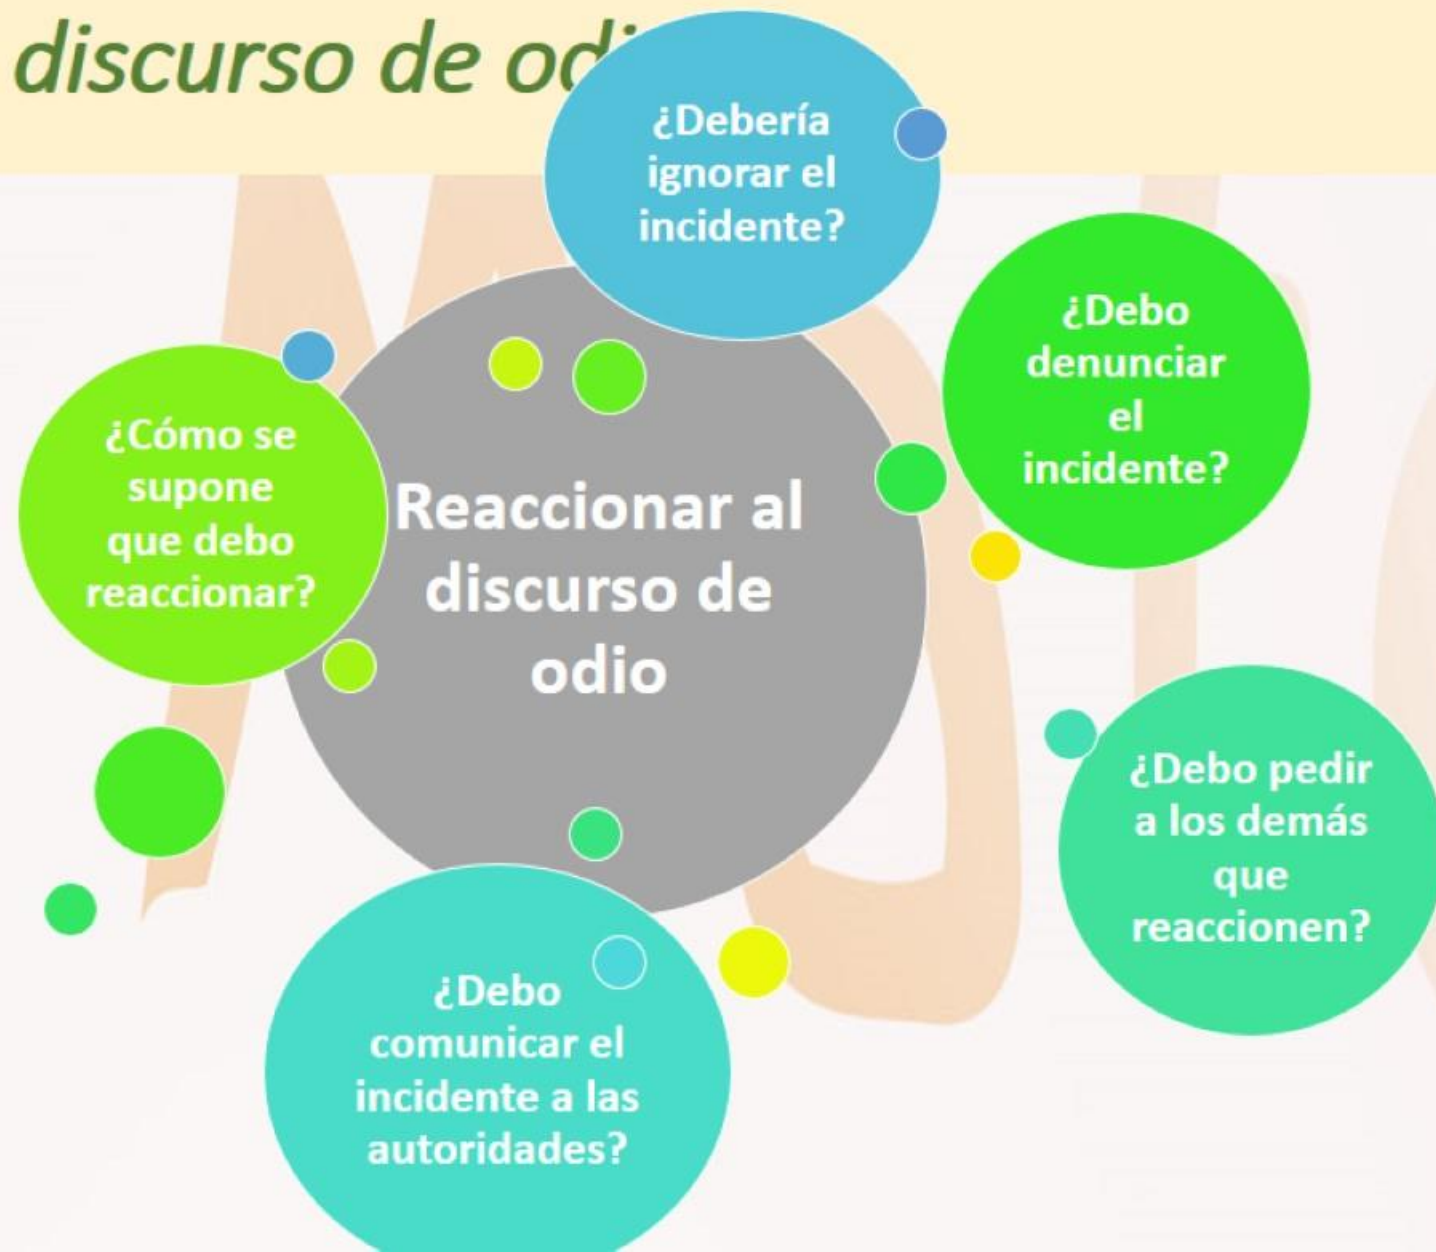 discurso de odi
¿Debería
ignorar el
incidente?
¿Debo
denunciar
el
incidente?
¿Cómo se
supone
que debo
reaccionar?
Reaccionar al
discurso de
odio
¿Debo pedir
a los demás
que
reaccionen?
¿Debo
comunicar el
incidente a las
autoridades?